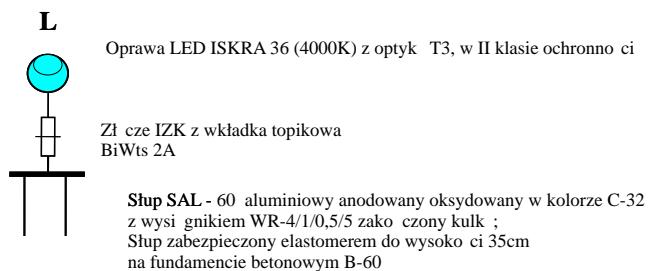 L
Oprawa LED ISKRA 36 (4000K) z optyk T3, w II klasie ochronno ci
Zł cze IZK z wkładka topikowa
BiWts 2A
Słup SAL - 60 aluminiowy anodowany oksydowany w kolorze C-32
z wysi gnikiem WR-4/1/0,5/5 zako czony kulk ;
Słup zabezpieczony elastomerem do wysoko ci 35cm
na fundamencie betonowym B-60